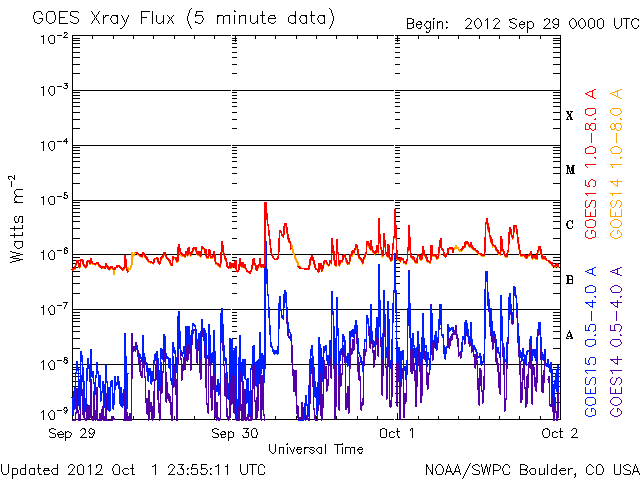 GOES Xray Flux (5 minute data)
Begin: 2012 Sep 29 0000 UTC
10⁻²
10⁻³
10⁻⁴
10⁻⁵
10⁻⁶
10⁻⁷
10⁻⁸
10⁻⁹
Watts m⁻²
X
M
C
B
A
GOES15 1.0-8.0 A
GOES14 1.0-8.0 A
GOES15 0.5-4.0 A
GOES14 0.5-4.0 A
Sep 29 Sep 30 Oct 1 Oct 2
Universal Time
Updated 2012 Oct 1 23:55:11 UTC
NOAA/SWPC Boulder, CO USA